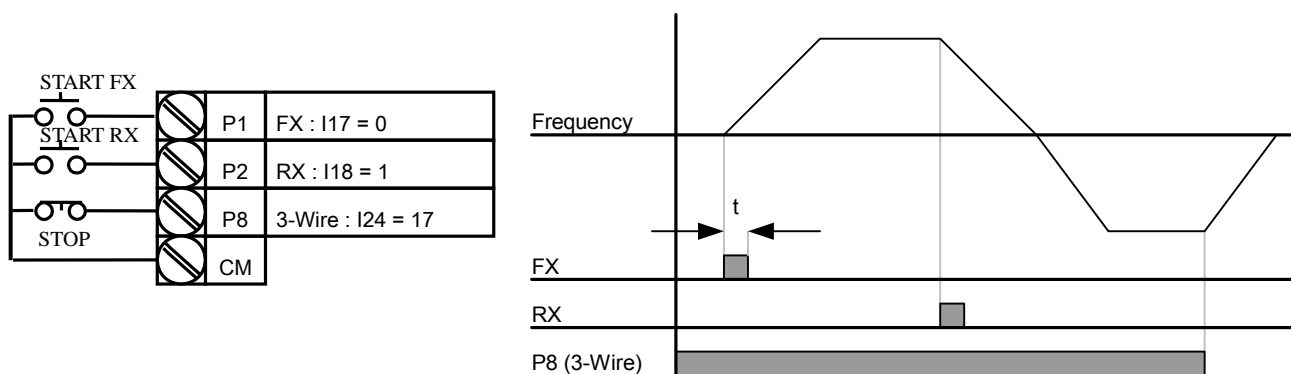 START FX
P1 FX : I17 = 0
START RX
P2 RX : I18 = 1
P8 3-Wire : I24 = 17
STOP
CM
Frequency
t
FX
RX
P8 (3-Wire)